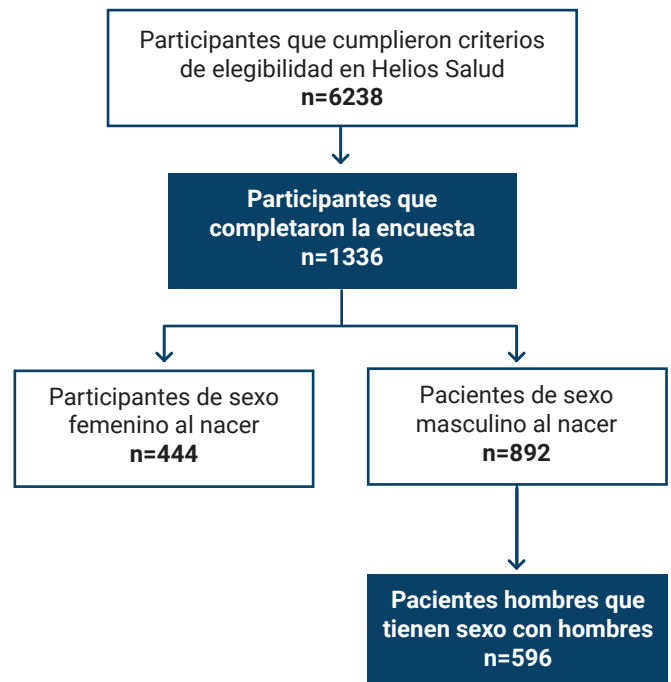 Participantes que cumplieron criterios
de elegibilidad en Helios Salud
n=6238
Participantes que
completaron la encuesta
n=1336
Participantes de sexo
femenino al nacer
n=444
Pacientes de sexo
masculino al nacer
n=892
Pacientes hombres que
tienen sexo con hombres
n=596